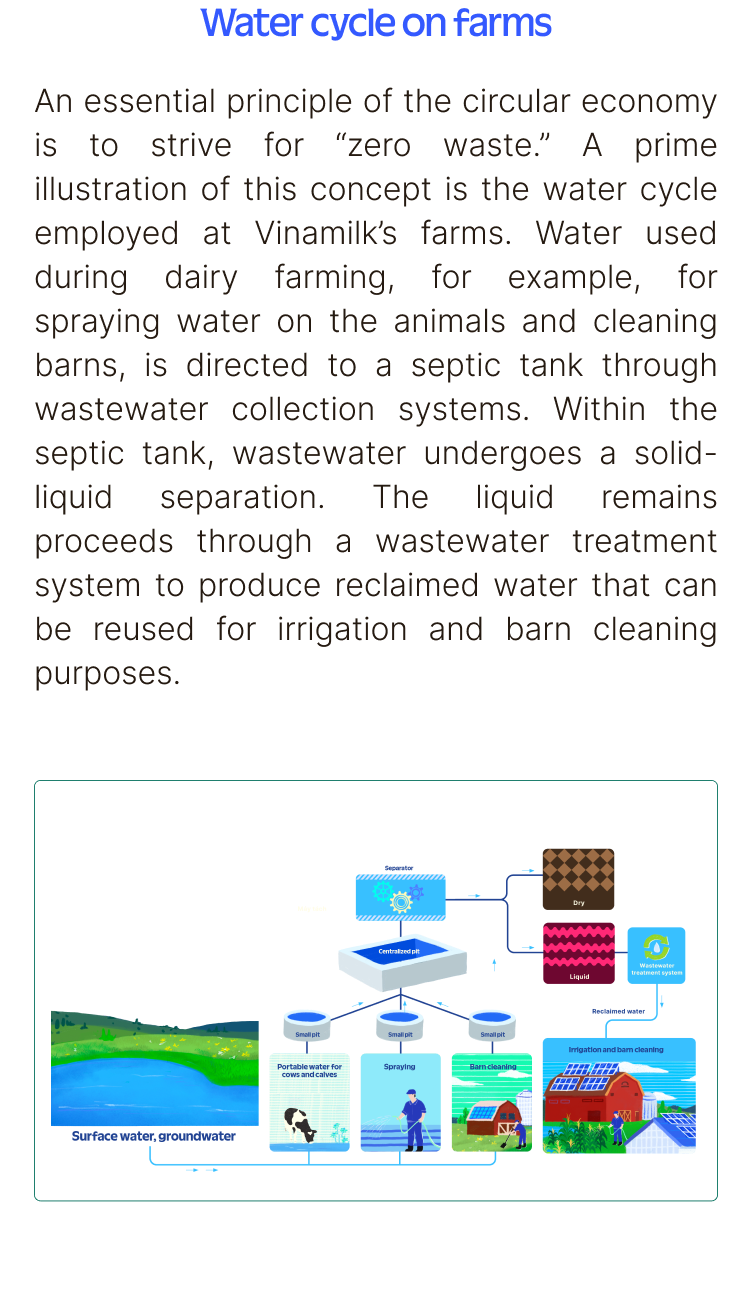 Water cycle on farms
An essential principle of the circular economy
is to strive for “zero waste.” A prime
illustration of this concept is the water cycle
employed at Vinamilk’s farms. Water used
during dairy farming, for example, for
spraying water on the animals and cleaning
barns, is directed to a septic tank through
wastewater collection systems. Within the
septic tank, wastewater undergoes a solid-
liquid separation. The liquid remains
proceeds through a wastewater treatment
system to produce reclaimed water that can
be reused for irrigation and barn cleaning
purposes.
Separator
Dry
Centralized pit
Liquid
Wastewater
treatment system
Reclaimed water
Small pit
Small pit
Small pit
Irrigation and barn cleaning
Portable water for
cows and calves
Spraying
Barn cleaning
Surface water, groundwater